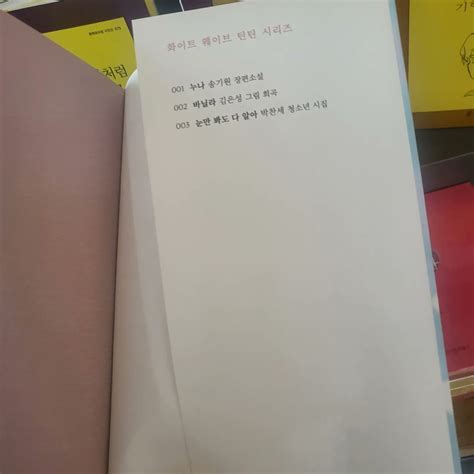 화이트 웨이브 틴틴 시리즈
001 누나 송기원 장편소설
002 바닐라 김은성 그림 희곡
003 눈만 봐도 다 알아 박찬세 청소년 시집
처럼